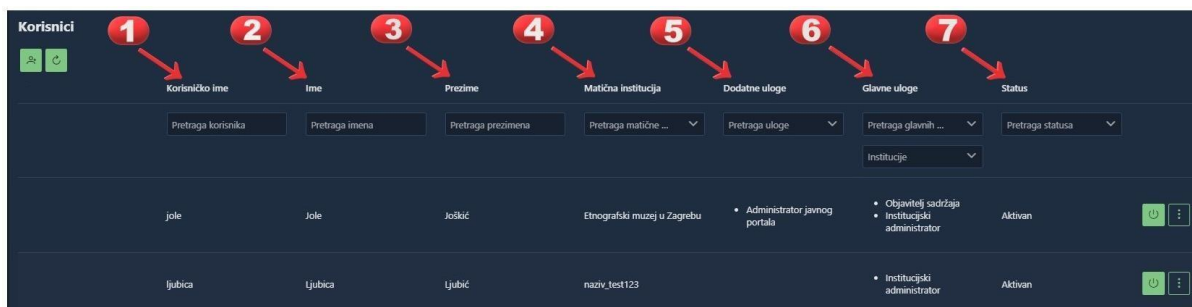 Korisnici
1 2 3 4 5 6 7
Korisničko ime Ime Prezime Matična institucija Dodatne uloge Glavne uloge Status
Pretraga korisnika Pretraga imena Pretraga prezimena Pretraga matične ... Pretraga uloge Pretraga glavnih ... Pretraga statusa
Institucije
jole Jole Joškić Etnografski muzej u Zagrebu • Administrator javnog portala • Objavitelj sadržaja • Institucijski administrator Aktivan
ljubica Ljubica Ljubić naziv_test123 • Institucijski administrator Aktivan